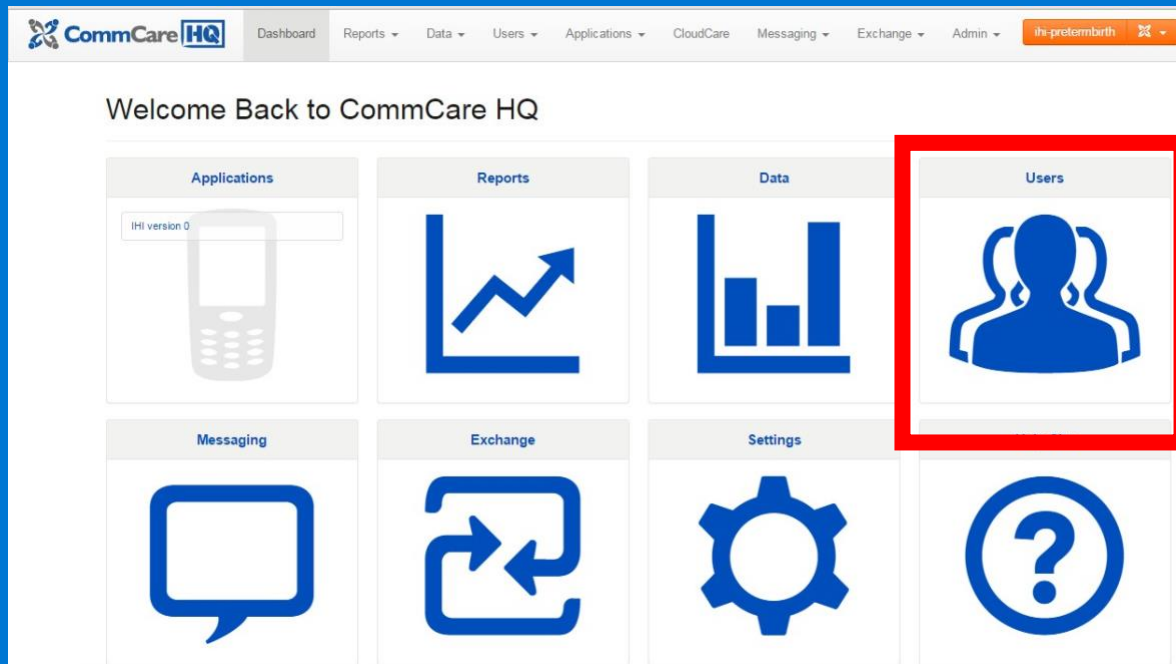 CommCare HQ Dashboard Reports Data Users Applications CloudCare Messaging Exchange Admin ihi-pretermbirth
Welcome Back to CommCare HQ
Applications Reports Data Users
IHI version 0
Messaging Exchange Settings
?